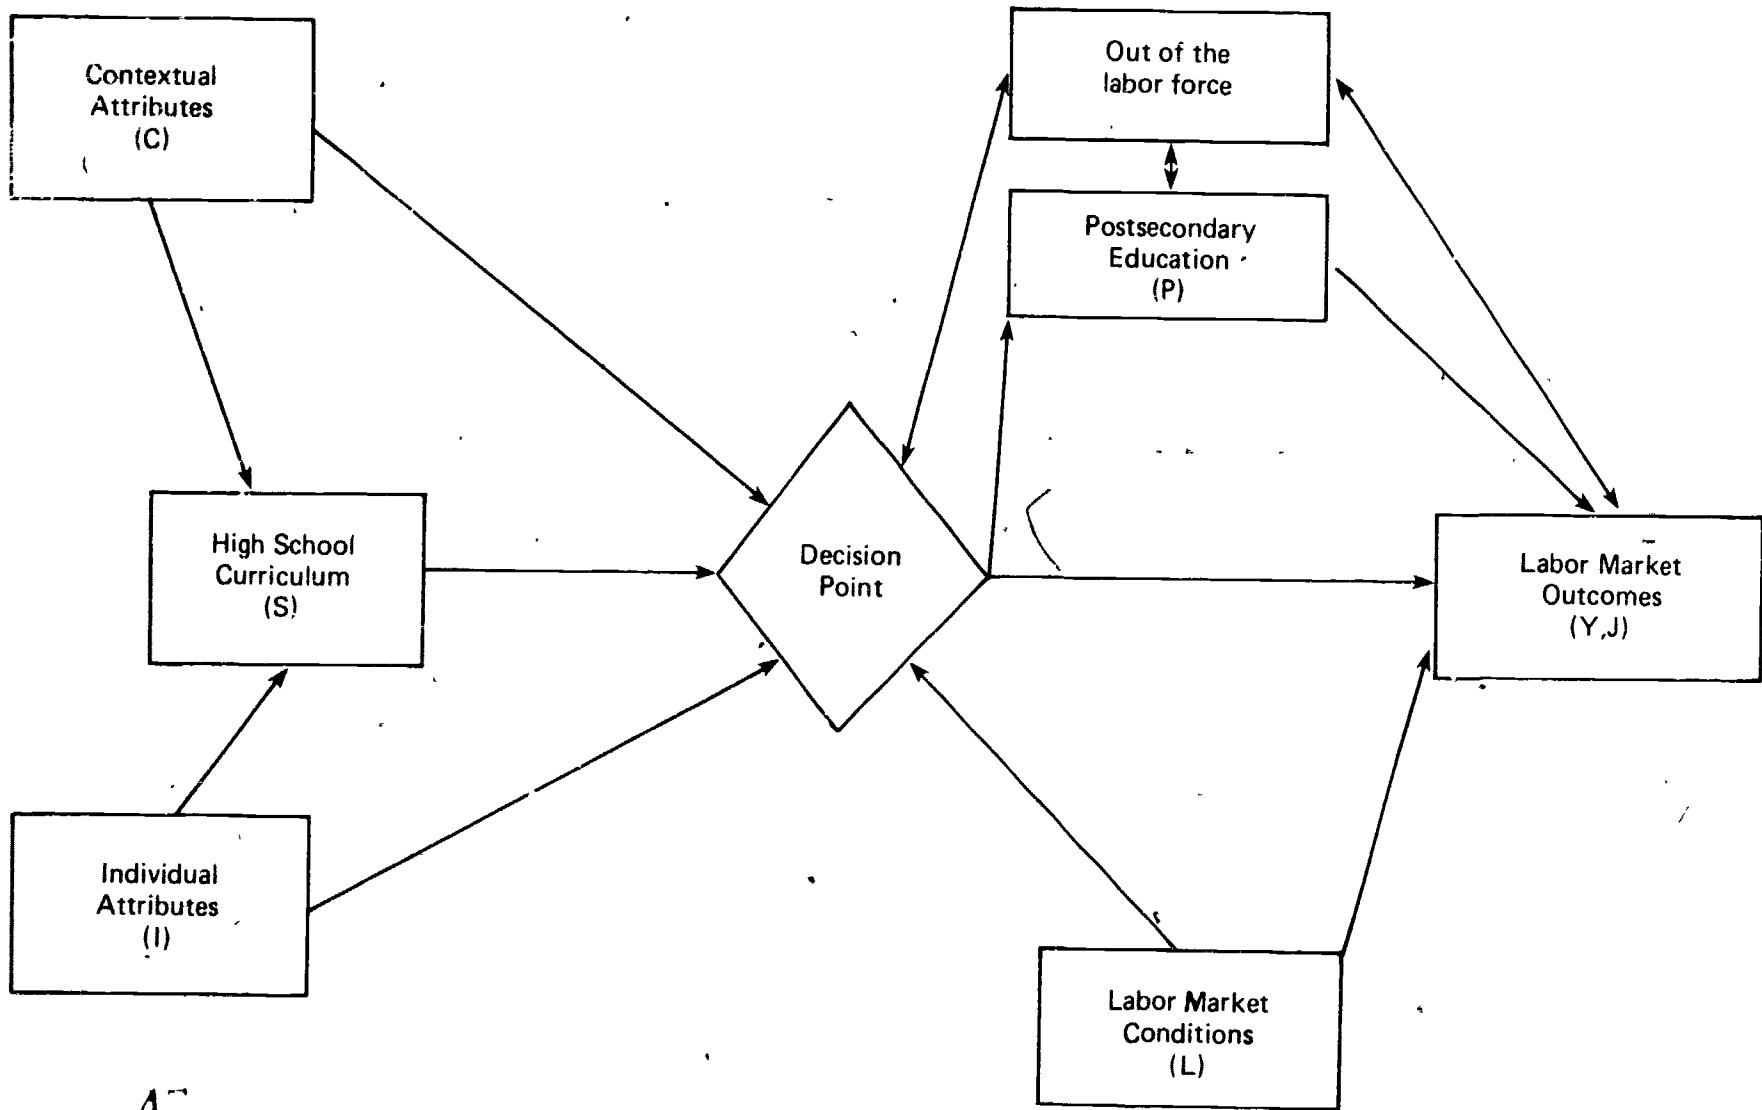 Contextual
Attributes
(C)
Out of the
labor force
Postsecondary
Education
(P)
High School
Curriculum
(S)
Decision
Point
Labor Market
Outcomes
(Y,J)
Individual
Attributes
(I)
Labor Market
Conditions
(L)